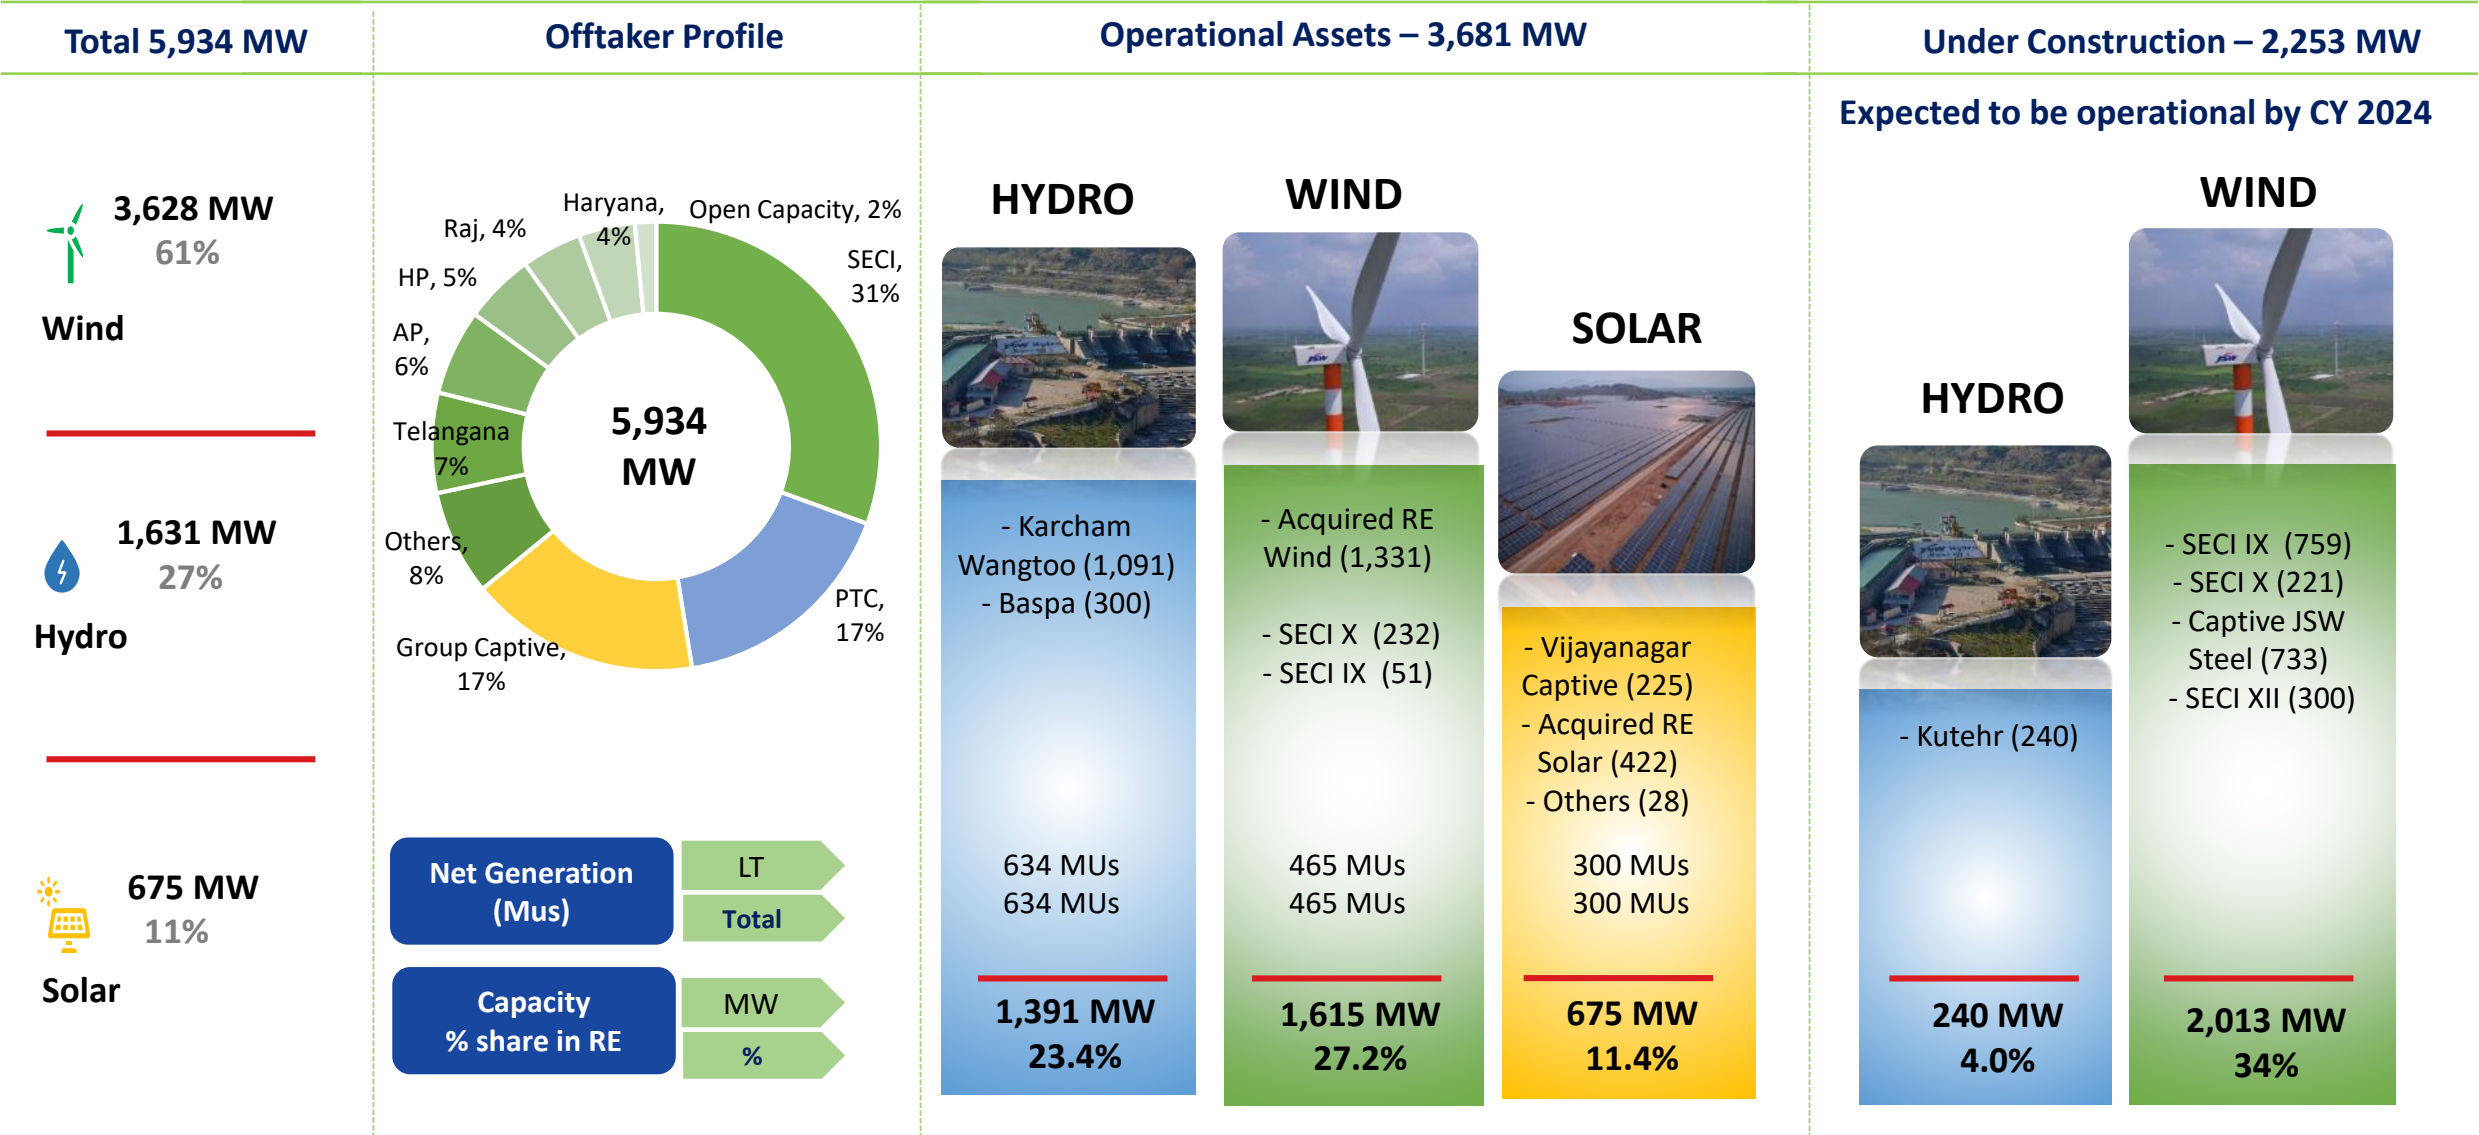 Total 5,934 MW
3,628 MW
61%
Wind
1,631 MW
27%
Hydro
675 MW
11%
Solar
Offtaker Profile
Haryana,
4%
Open Capacity, 2%
Raj, 4%
SECI,
31%
HP, 5%
AP,
6%
Telangana
7%
5,934
MW
Others,
8%
PTC,
17%
Group Captive,
17%
Net Generation
(Mus)
LT
Total
Capacity
% share in RE
MW
%
Operational Assets – 3,681 MW
HYDRO
- Karcham
Wangtoo (1,091)
- Baspa (300)
634 MUs
634 MUs
1,391 MW
23.4%
WIND
JSW
- Acquired RE
Wind (1,331)
- SECI X (232)
- SECI IX (51)
465 MUs
465 MUs
1,615 MW
27.2%
SOLAR
- Vijayanagar
Captive (225)
- Acquired RE
Solar (422)
- Others (28)
300 MUs
300 MUs
675 MW
11.4%
Under Construction – 2,253 MW
Expected to be operational by CY 2024
HYDRO
- Kutehr (240)
240 MW
4.0%
WIND
JSW
- SECI IX (759)
- SECI X (221)
- Captive JSW
Steel (733)
- SECI XII (300)
2,013 MW
34%